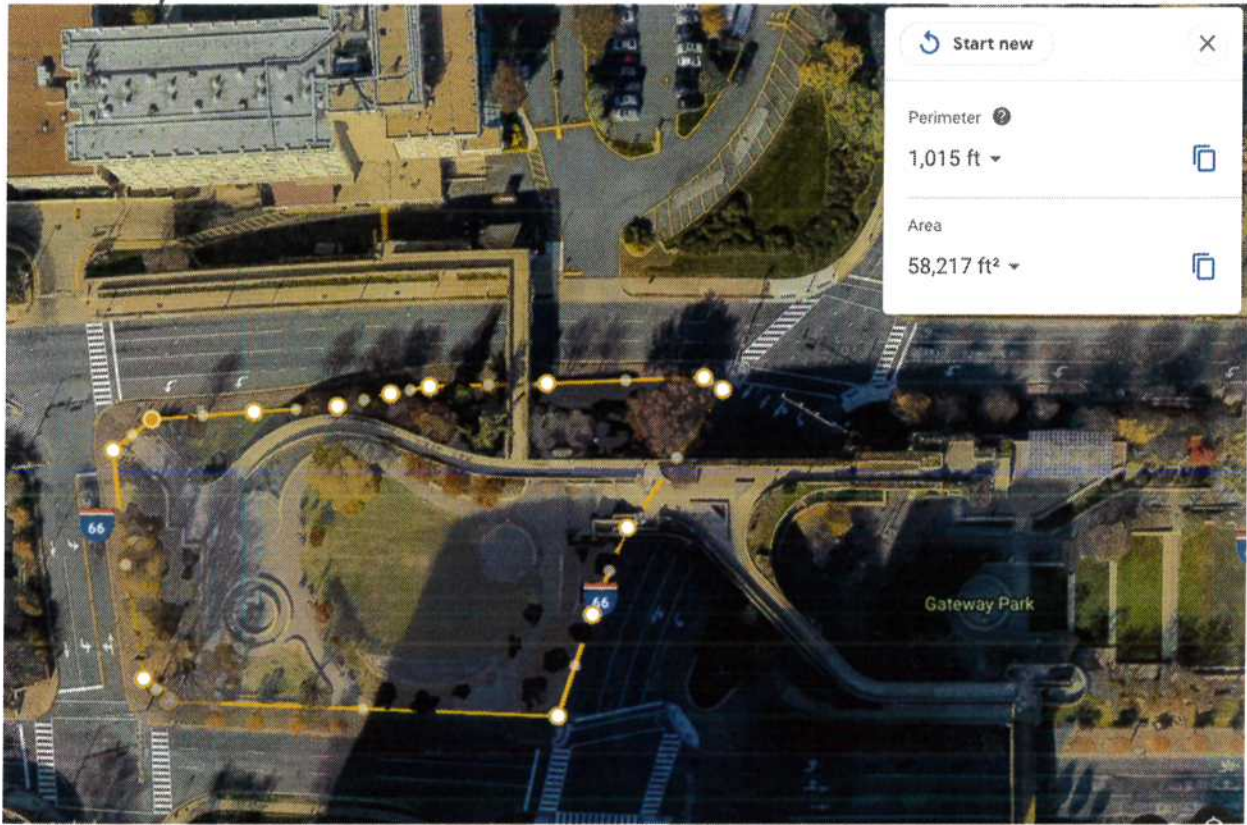 Start new
Perimeter
1,015 ft
Area
58,217 ft²
66
66
Gateway Park